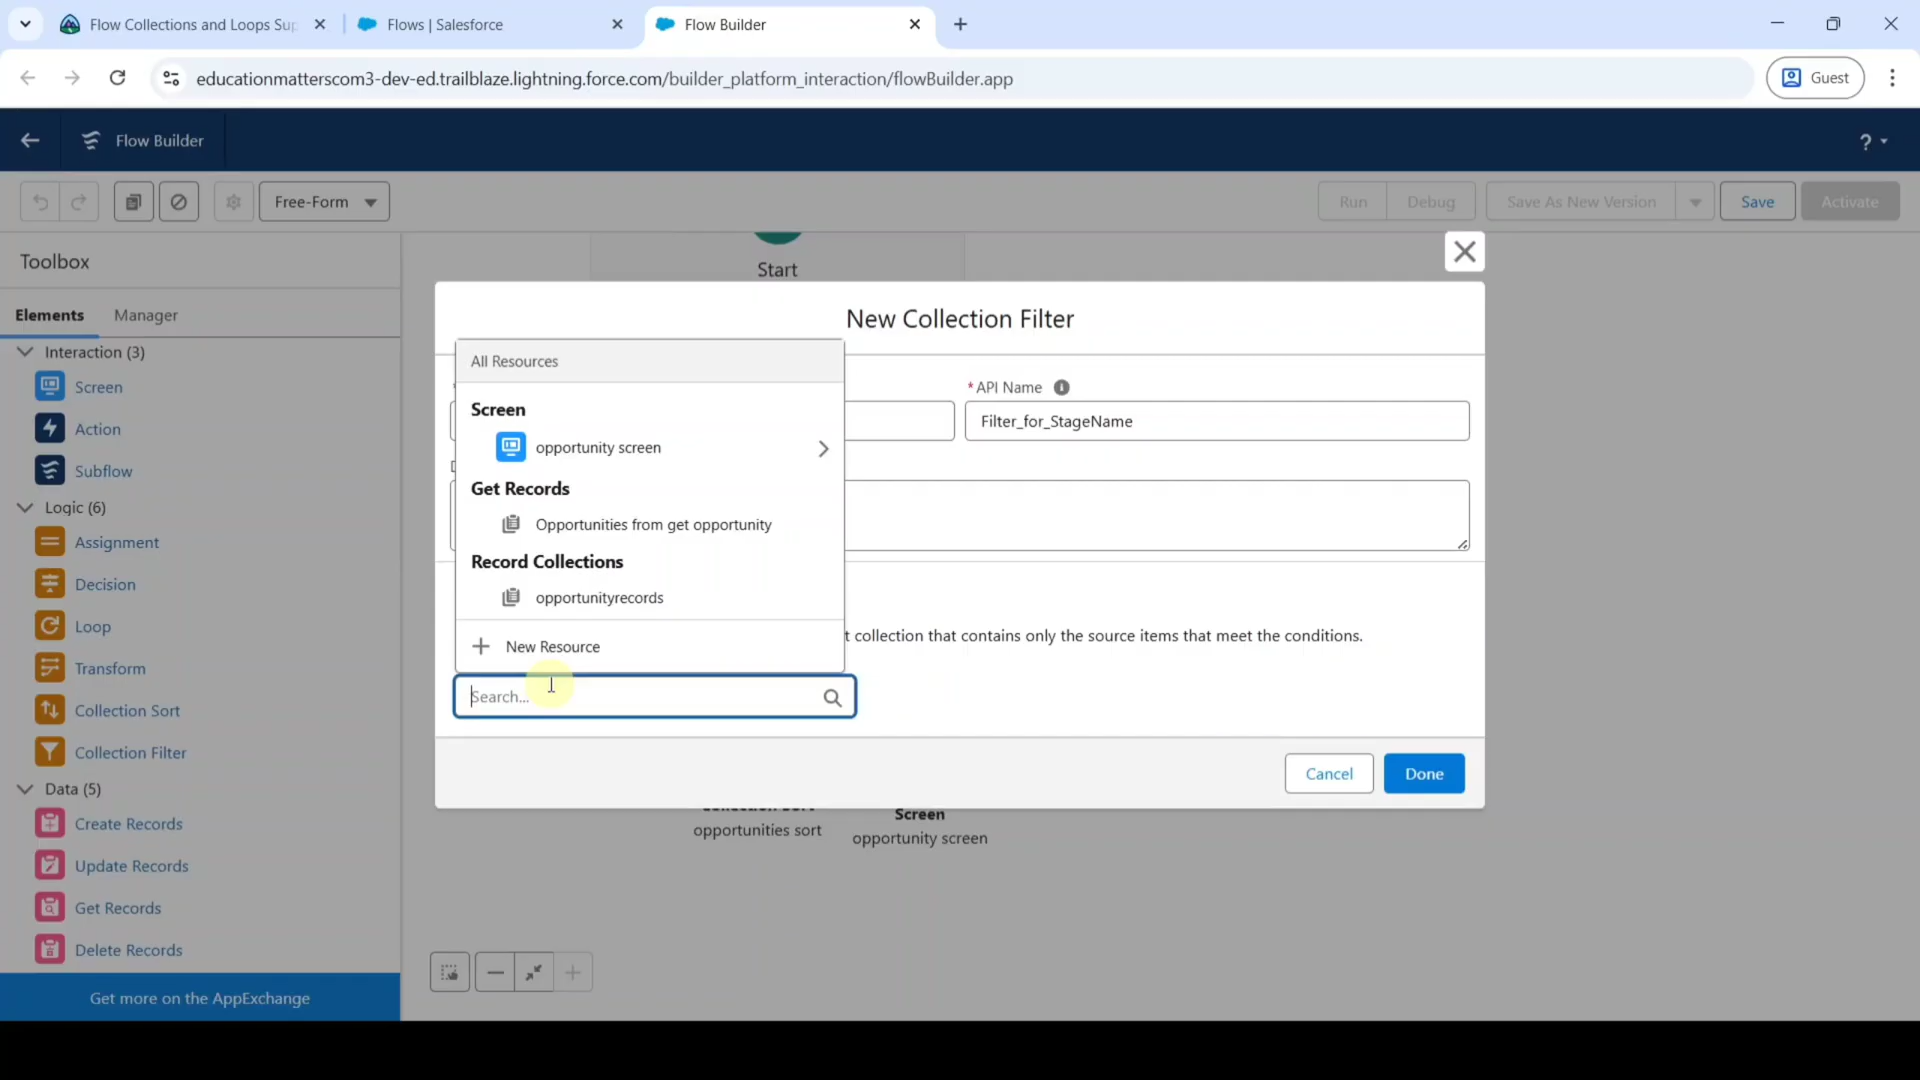 Flow Collections and Loops Sup
Flows | Salesforce
Flow Builder
educationmatterscom3-dev-ed.trailblaze.lightning.force.com/builder_platform_interaction/flowBuilder.app
Guest
Flow Builder
?
Free-Form
Run
Debug
Save As New Version
Save
Activate
Toolbox
Elements
Manager
Interaction (3)
Screen
Action
Subflow
Logic (6)
Assignment
Decision
Loop
Transform
Collection Sort
Collection Filter
Data (5)
Create Records
Update Records
Get Records
Delete Records
Get more on the AppExchange
Start
New Collection Filter
All Resources
Screen
opportunity screen
Get Records
Opportunities from get opportunity
Record Collections
opportunityrecords
New Resource
Search...
* API Name
Filter_for_StageName
t collection that contains only the source items that meet the conditions.
Cancel
Done
opportunities sort
Screen
opportunity screen